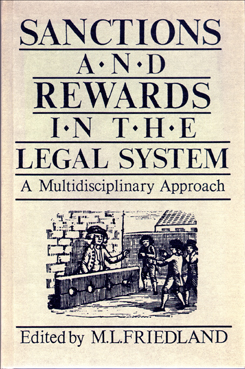 SANCTIONS
A·N·D
REWARDS
I·N T·H·E
LEGAL SYSTEM
A Multidisciplinary Approach
Edited by M.L.FRIEDLAND